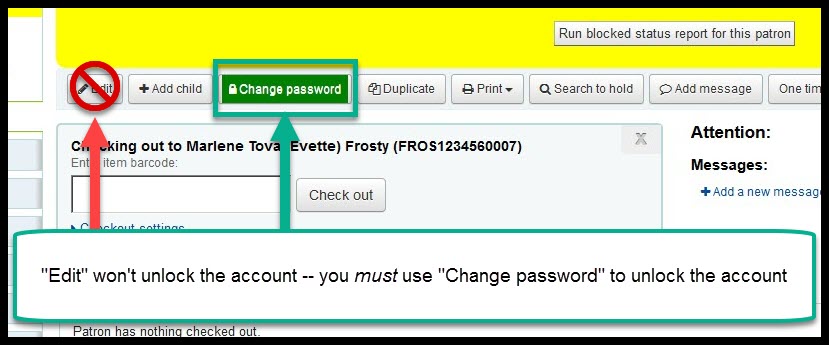 Run blocked status report for this patron
Edit Add child Change password Duplicate Print Search to hold Add message One tim
Attention:
Checking out to Marlene Tova Evette) Frosty (FROS1234560007) X
Enter item barcode:
Messages:
Add a new message
Check out
Checkout settings
"Edit" won't unlock the account -- you must use "Change password" to unlock the account
Patron has nothing checked out.